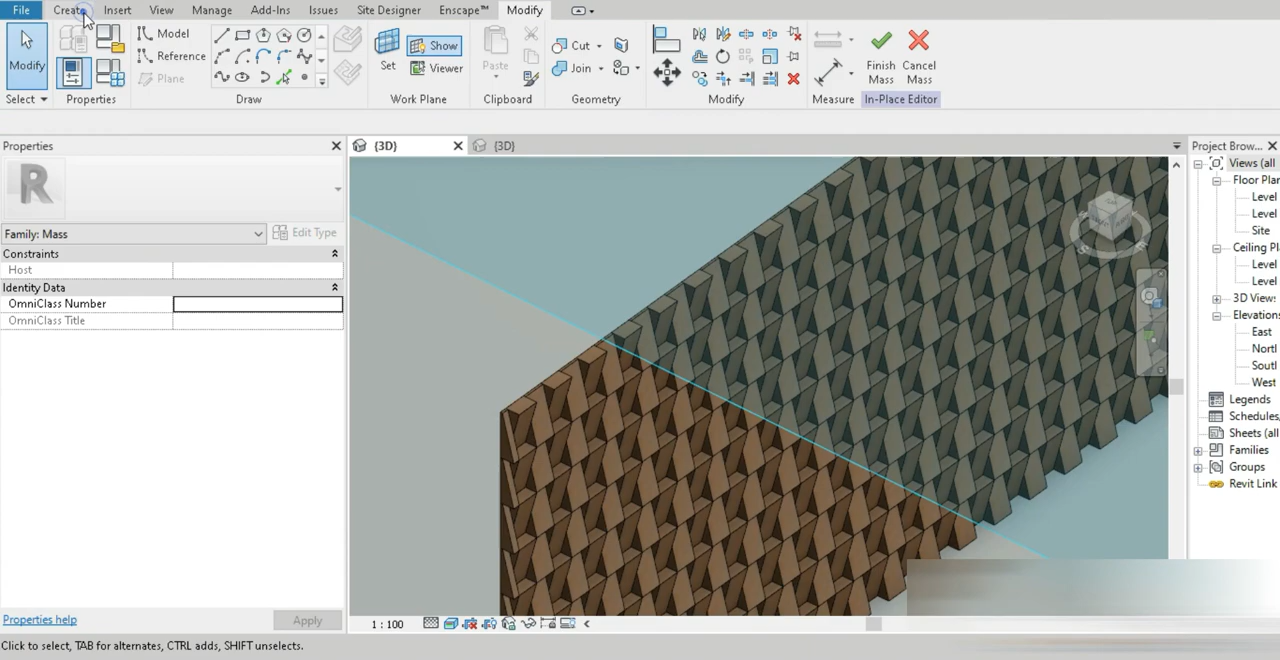 File Create Insert View Manage Add-Ins Issues Site Designer Enscape™ Modify
Modify
Select
Properties
Model
Reference
Plane
Draw
Set
Show
Viewer
Work Plane
Paste
Clipboard
Cut
Join
Geometry
Modify
Measure
Finish Mass
Cancel Mass
In-Place Editor
Properties
R
Family: Mass
Edit Type
Constraints
Host
Identity Data
OmniClass Number
OmniClass Title
Properties help
Apply
{3D}
{3D}
1 : 100
Project Brow...
Views (all
Floor Plan
Level
Level
Site
Ceiling Pl
Level
Level
3D View:
Elevations
East
Nortl
South
West
Legends
Schedules,
Sheets (all
Families
Groups
Revit Link
Click to select, TAB for alternates, CTRL adds, SHIFT unselects.